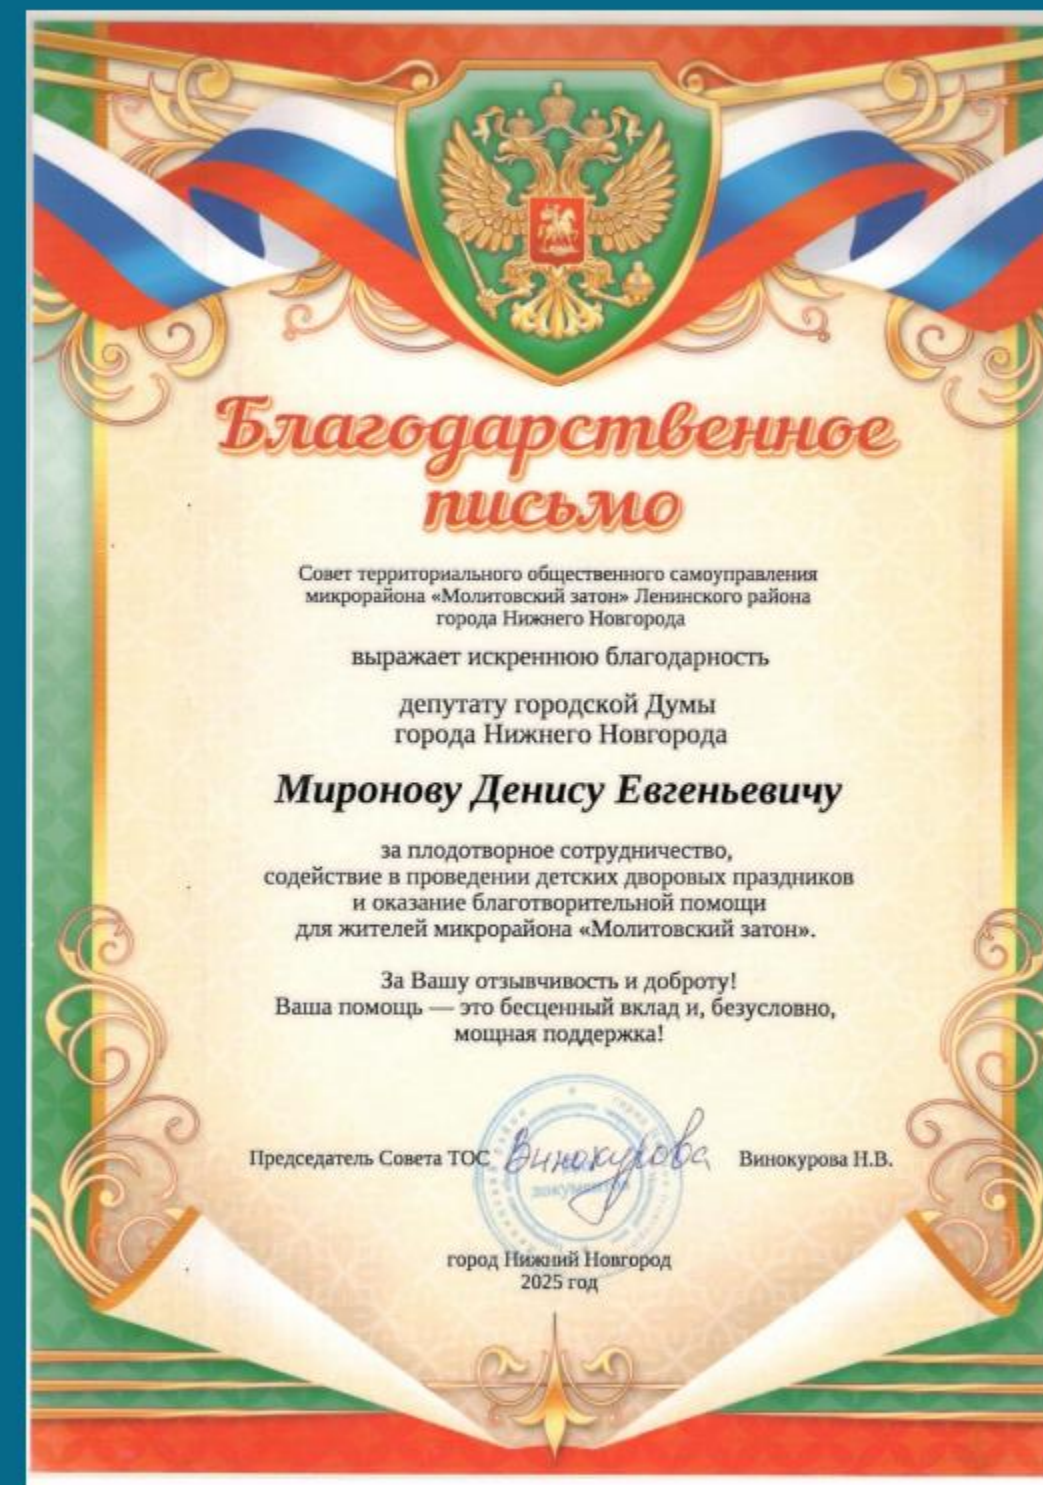 Благодарственное
письмо
Совет территориального общественного самоуправления
микрорайона «Молитовский затон» Ленинского района
города Нижнего Новгорода
выражает искреннюю благодарность
депутату городской Думы
города Нижнего Новгорода
Миронову Денису Евгеньевичу
за плодотворное сотрудничество,
содействие в проведении детских дворовых праздников
и оказание благотворительной помощи
для жителей микрорайона «Молитовский затон».
За Вашу отзывчивость и доброту!
Ваша помощь — это бесценный вклад и, безусловно,
мощная поддержка!
Председатель Совета ТОС Винокурова Винокурова Н.В.
документов
город Нижний Новгород
2025 год